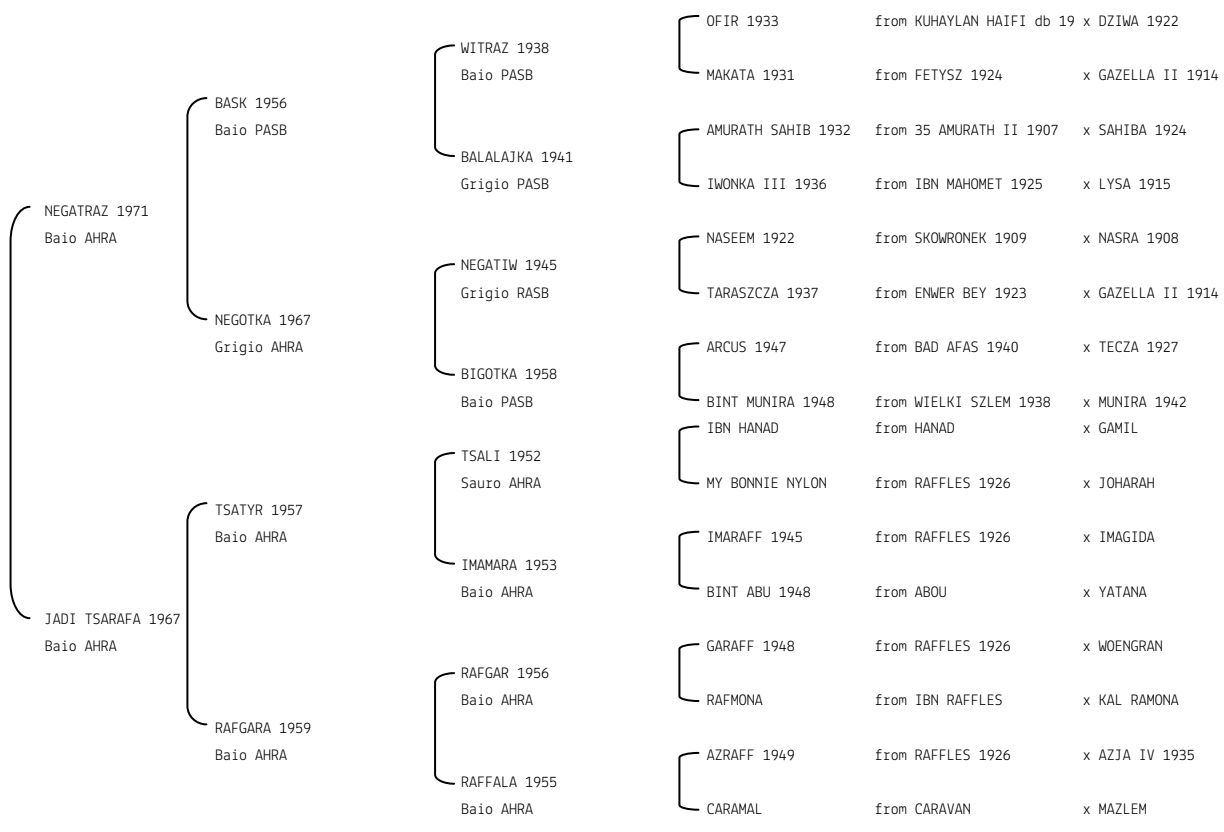 OFIR 1933 from KUHAYLAN HAIFI db 19 x DZIWA 1922
WITRAZ 1938
Baio PASB
MAKATA 1931 from FETYSZ 1924 x GAZELLA II 1914
BASK 1956
Baio PASB
AMURATH SAHIB 1932 from 35 AMURATH II 1907 x SAHIBA 1924
BALALAJKA 1941
Grigio PASB
IWONKA III 1936 from IBN MAHOMET 1925 x LYSA 1915
NEGATRAZ 1971
Baio AHRA
NASEEM 1922 from SKOWRONEK 1909 x NASRA 1908
NEGATIW 1945
Grigio RASB
TARASZCZA 1937 from ENWER BEY 1923 x GAZELLA II 1914
NEGOTKA 1967
Grigio AHRA
ARCUS 1947 from BAD AFAS 1940 x TECZA 1927
BIGOTKA 1958
Baio PASB
BINT MUNIRA 1948 from WIELKI SZLEM 1938 x MUNIRA 1942
IBN HANAD from HANAD x GAMIL
TSALI 1952
Sauro AHRA
MY BONNIE NYLON from RAFFLES 1926 x JOHARAH
TSATYR 1957
Baio AHRA
IMARAFF 1945 from RAFFLES 1926 x IMAGIDA
IMAMARA 1953
Baio AHRA
BINT ABU 1948 from ABOU x YATANA
JADI TSARAFA 1967
Baio AHRA
GARAFF 1948 from RAFFLES 1926 x WOENGRAN
RAFGAR 1956
Baio AHRA
RAFMONA from IBN RAFFLES x KAL RAMONA
RAFGARA 1959
Baio AHRA
AZRAFF 1949 from RAFFLES 1926 x AZJA IV 1935
RAFFALA 1955
Baio AHRA
CARAMAL from CARAVAN x MAZLEM